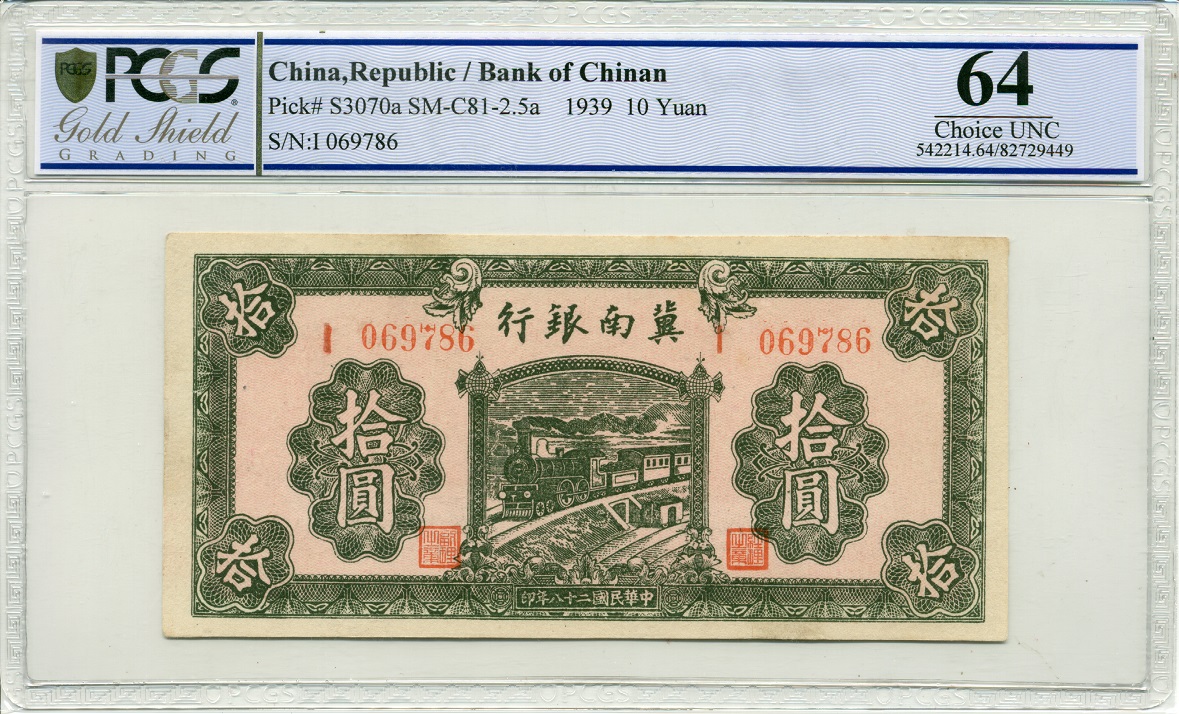 PCGS
Gold Shield
GRADING
China,Republic / Bank of Chinan
Pick# S3070a SM-C81-2.5a 1939 10 Yuan
S/N:I 069786
64
Choice UNC
542214.64/82729449
拾
拾
行銀南冀
I 069786
I 069786
拾圓
拾圓
拾
拾
印年八十二國民華中